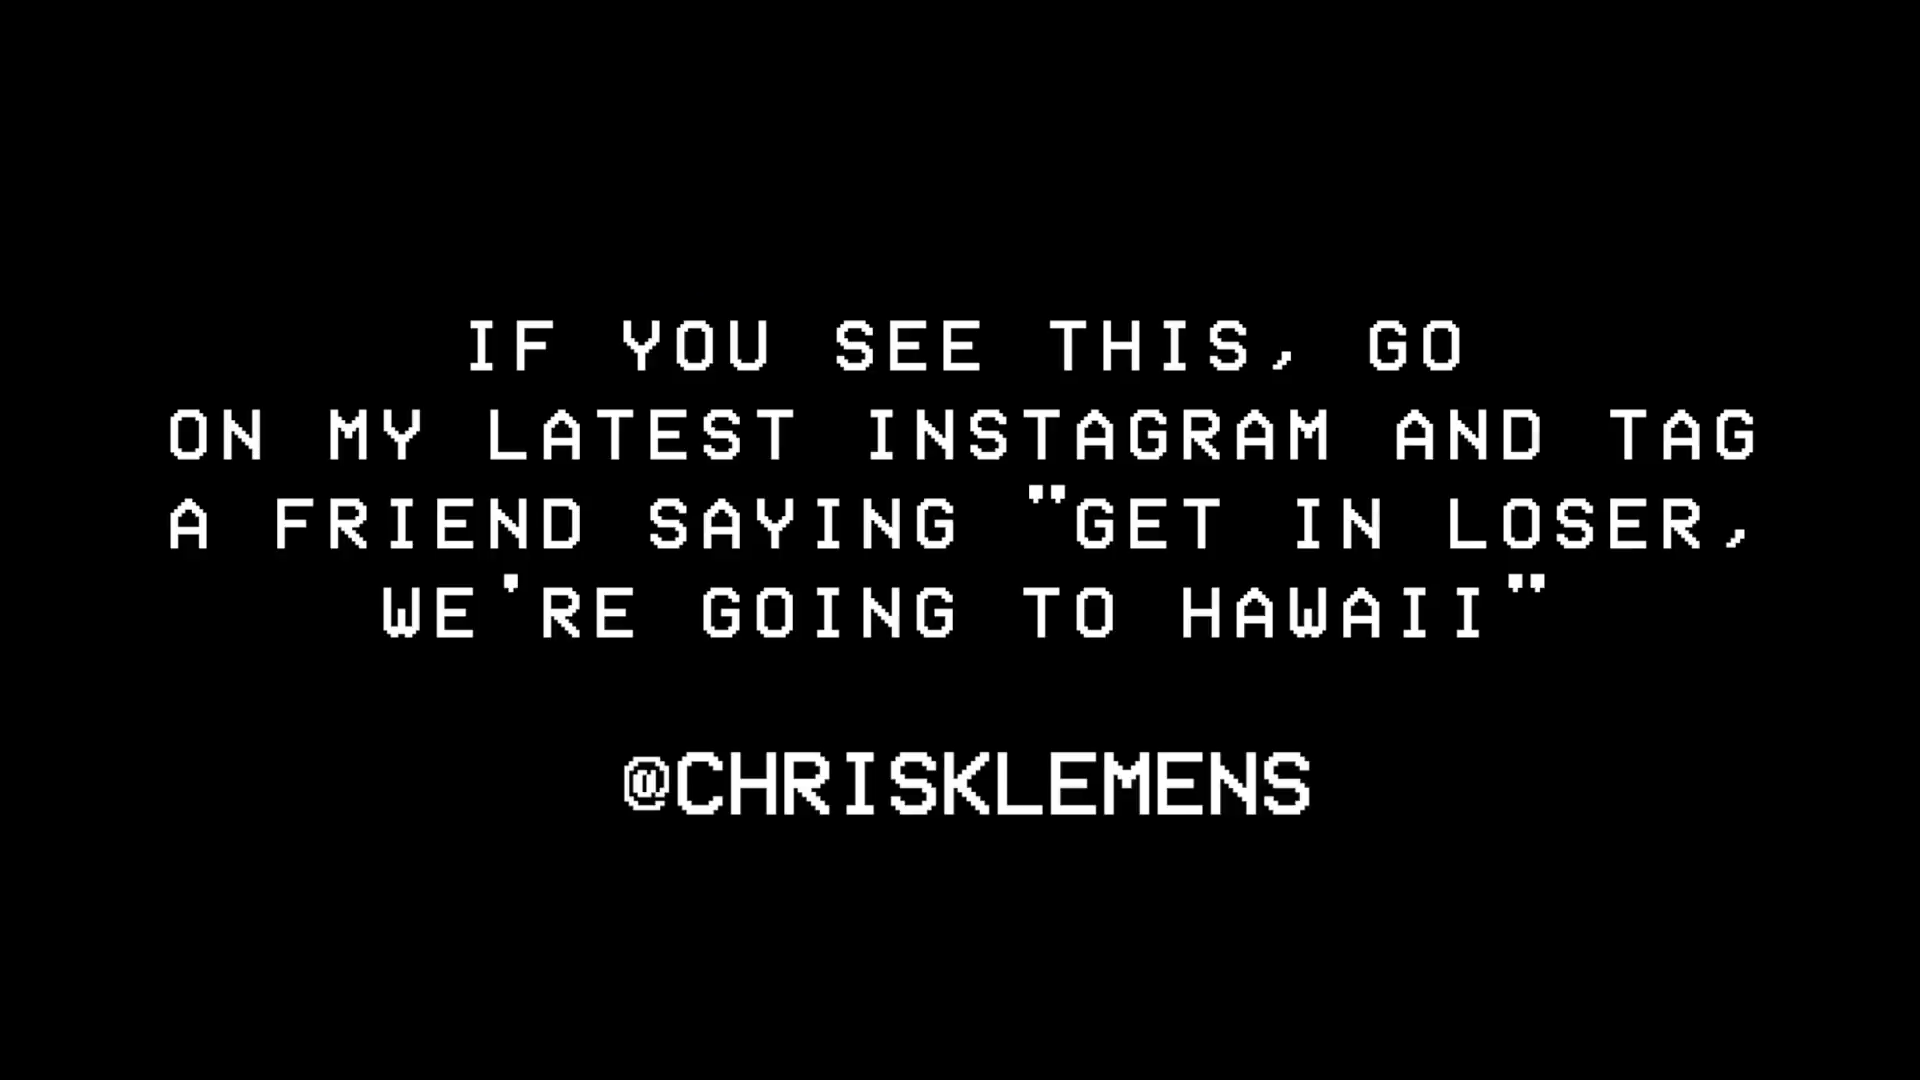 IF YOU SEE THIS, GO
ON MY LATEST INSTAGRAM AND TAG
A FRIEND SAYING "GET IN LOSER,
WE'RE GOING TO HAWAII"
@CHRISKLEMENS